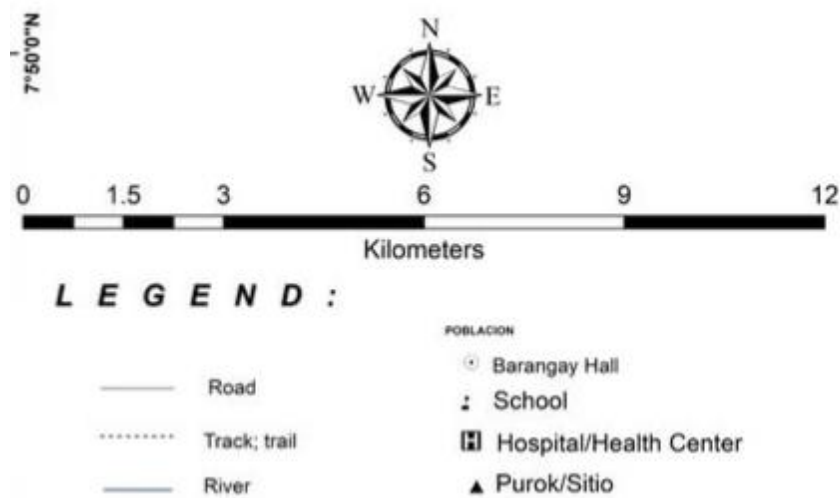 7°50'0"N
N
W E
S
0 1.5 3 6 9 12
Kilometers
L E G E N D :
POBLACION
Barangay Hall
Road
School
Track; trail
Hospital/Health Center
River
Purok/Sitio